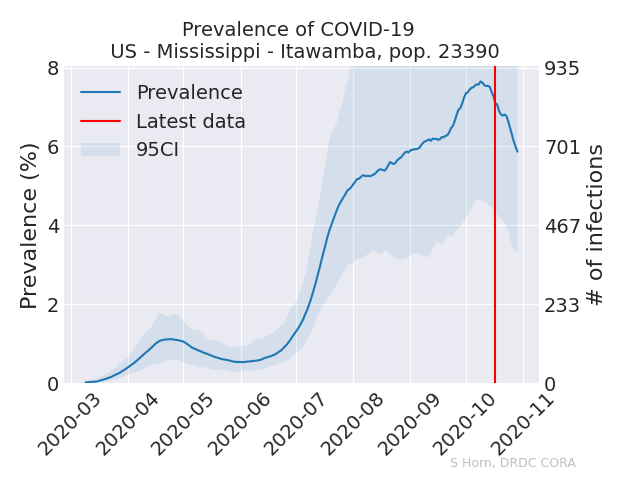 Prevalence of COVID-19
US - Mississippi - Itawamba, pop. 23390
Prevalence
Latest data
95CI
Prevalence (%)
8
6
4
2
0
935
701
467
233
0
# of infections
2020-03
2020-04
2020-05
2020-06
2020-07
2020-08
2020-09
2020-10
2020-11
S Horn, DRDC CORA